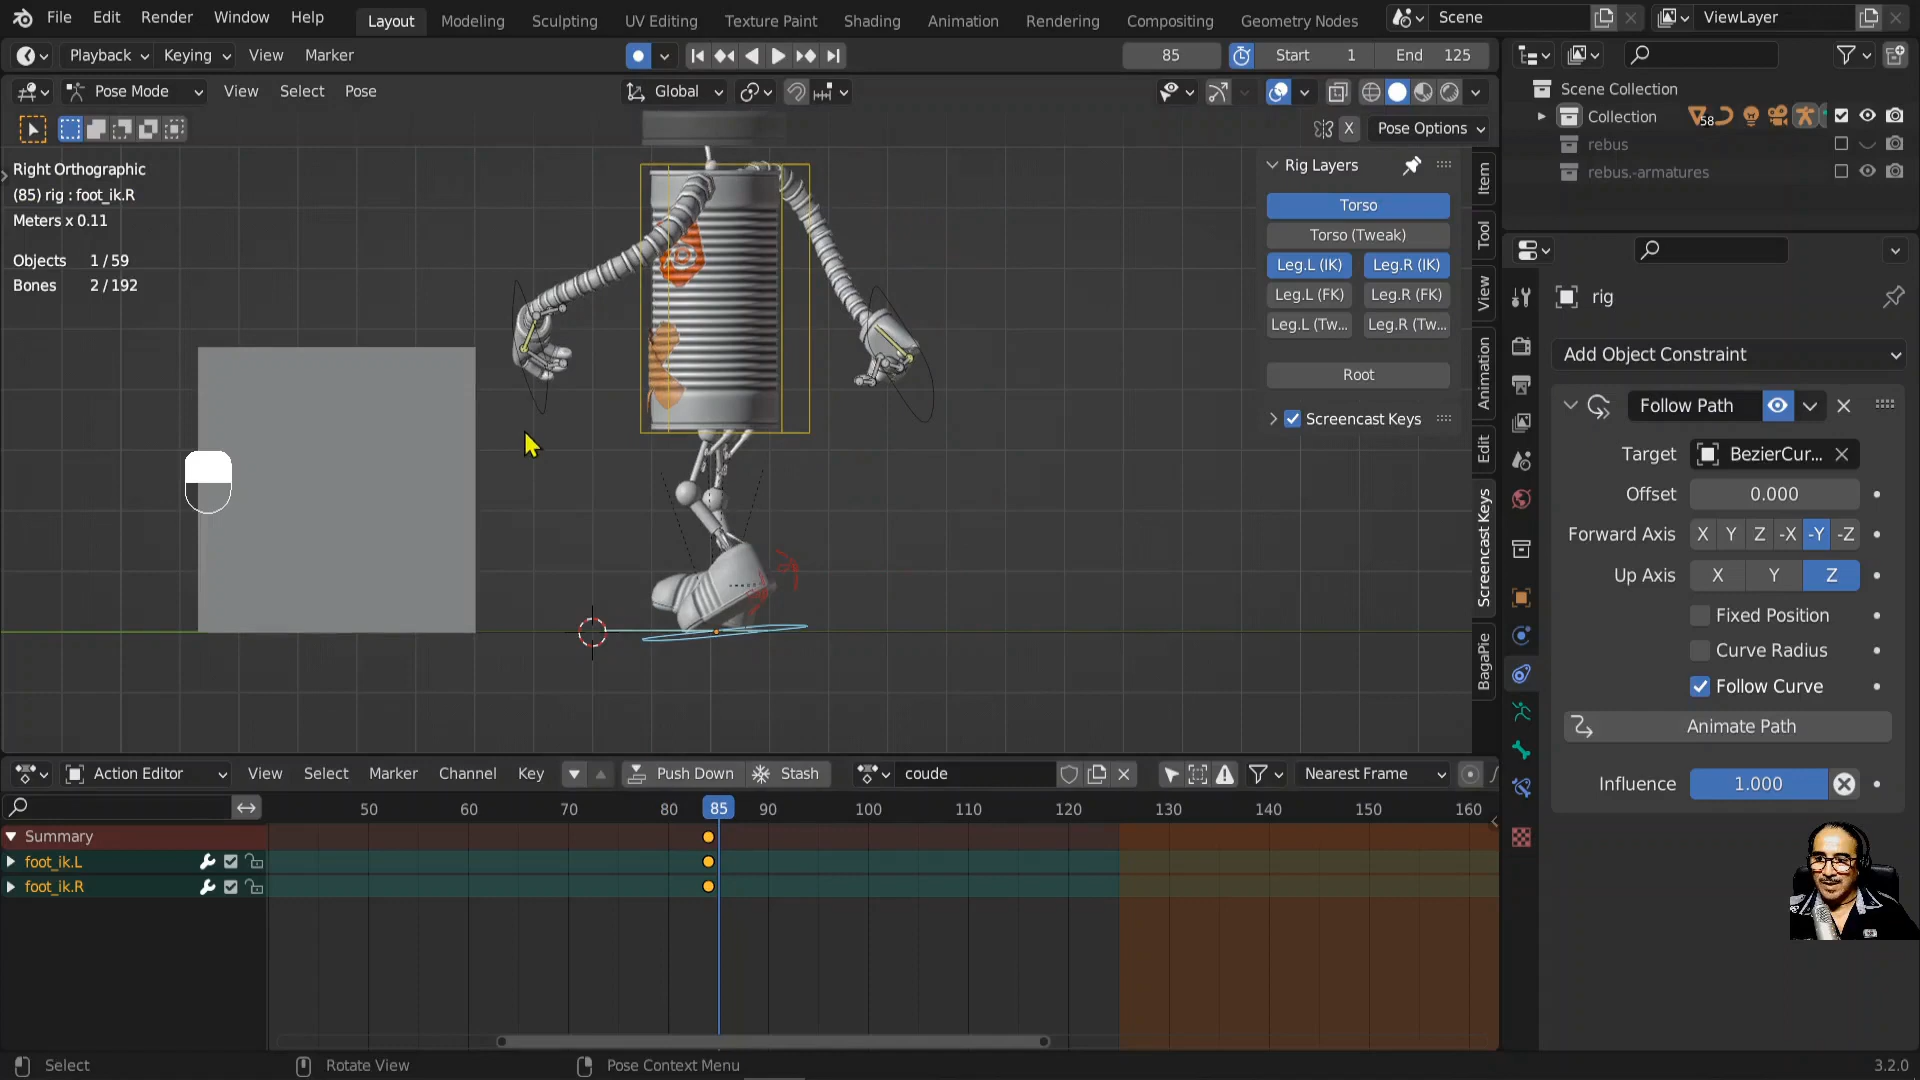 File Edit Render Window Help Layout Modeling Sculpting UV Editing Texture Paint Shading Animation Rendering Compositing Geometry Nodes Scene ViewLayer
Playback Keying View Marker 85 Start 1 End 125
Pose Mode View Select Pose Global
X Pose Options
Right Orthographic
(85) rig : foot_ik.R
Meters x 0.11
Objects 1 / 59
Bones 2 / 192
Rig Layers
Torso
Torso (Tweak)
Leg.L (IK) Leg.R (IK)
Leg.L (FK) Leg.R (FK)
Leg.L (Tw... Leg.R (Tw...
Root
Screencast Keys
Item
Tool
View
Animation
Edit
Screencast Keys
BagaPie
Scene Collection
Collection 58
rebus
rebus.-armatures
rig
Add Object Constraint
Follow Path
Target BezierCur...
Offset 0.000
Forward Axis X Y Z -X -Y -Z
Up Axis X Y Z
Fixed Position
Curve Radius
Follow Curve
Animate Path
Influence 1.000
Action Editor View Select Marker Channel Key Push Down Stash coude Nearest Frame
50 60 70 80 85 90 100 110 120 130 140 150 160
Summary
foot_ik.L
foot_ik.R
Select Rotate View Pose Context Menu 3.2.0